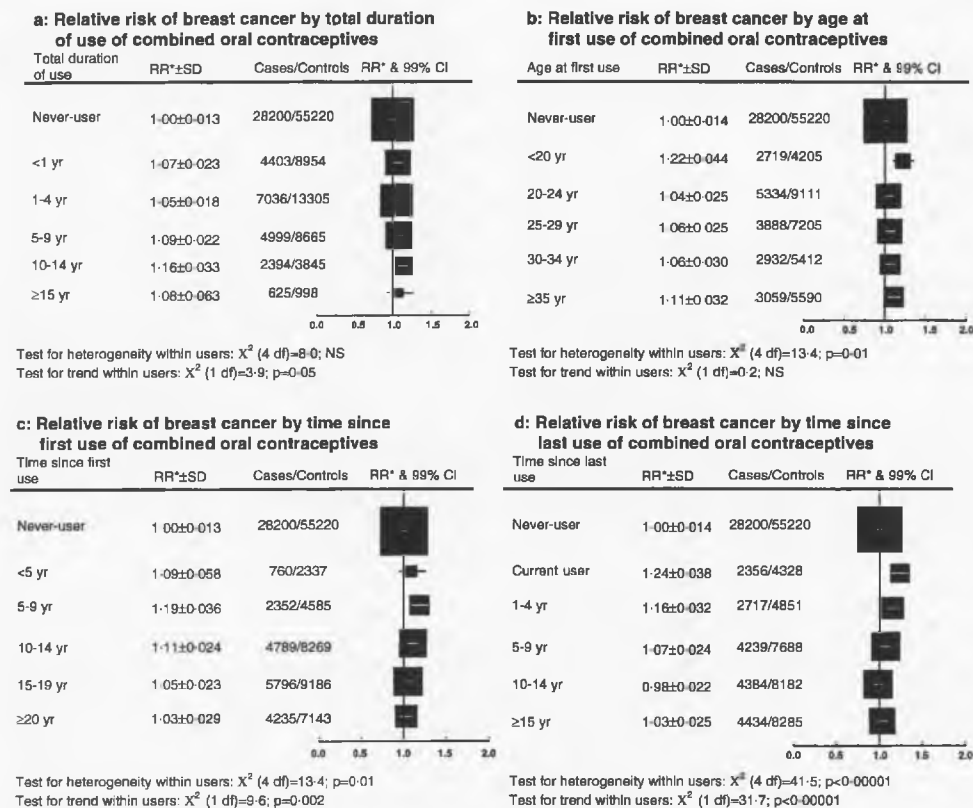 a: Relative risk of breast cancer by total duration
of use of combined oral contraceptives
Total duration
of use RR*±SD Cases/Controls RR* & 99% CI
Never-user 1·00±0·013 28200/55220
<1 yr 1·07±0·023 4403/8954
1-4 yr 1·05±0·018 7036/13305
5-9 yr 1·09±0·022 4999/8665
10-14 yr 1·16±0·033 2394/3845
≥15 yr 1·08±0·063 625/998
0.0 0.5 1.0 1.5 2.0
Test for heterogeneity within users: X² (4 df)=8·0; NS
Test for trend within users: X² (1 df)=3·9; p=0·05
b: Relative risk of breast cancer by age at
first use of combined oral contraceptives
Age at first use RR*±SD Cases/Controls RR* & 99% CI
Never-user 1·00±0·014 28200/55220
<20 yr 1·22±0·044 2719/4205
20-24 yr 1·04±0·025 5334/9111
25-29 yr 1·06±0 025 3888/7205
30-34 yr 1·06±0·030 2932/5412
≥35 yr 1·11±0 032 3059/5590
0.0 0.5 1.0 1.5 2.0
Test for heterogeneity within users: X² (4 df)=13·4; p=0·01
Test for trend within users: X² (1 df)=0·2; NS
c: Relative risk of breast cancer by time since
first use of combined oral contraceptives
Time since first
use RR*±SD Cases/Controls RR* & 99% CI
Never-user 1 00±0·013 28200/55220
<5 yr 1·09±0·058 760/2337
5-9 yr 1·19±0·036 2352/4585
10-14 yr 1·11±0·024 4789/8269
15-19 yr 1·05±0·023 5796/9186
≥20 yr 1·03±0·029 4235/7143
0.0 0.5 1.0 1.5 2.0
Test for heterogeneity within users: X² (4 df)=13·4; p=0·01
Test for trend within users: X² (1 df)=9·6; p=0·002
d: Relative risk of breast cancer by time since
last use of combined oral contraceptives
Time since last
use RR*±SD Cases/Controls RR* & 99% CI
Never-user 1·00±0·014 28200/55220
Current user 1·24±0·038 2356/4328
1-4 yr 1·16±0·032 2717/4851
5-9 yr 1·07±0·024 4239/7688
10-14 yr 0·98±0·022 4384/8182
≥15 yr 1·03±0·025 4434/8285
0.0 0.5 1.0 1.5 2.0
Test for heterogeneity within users: X² (4 df)=41·5; p<0·00001
Test for trend within users: X² (1 df)=31·7; p<0·00001